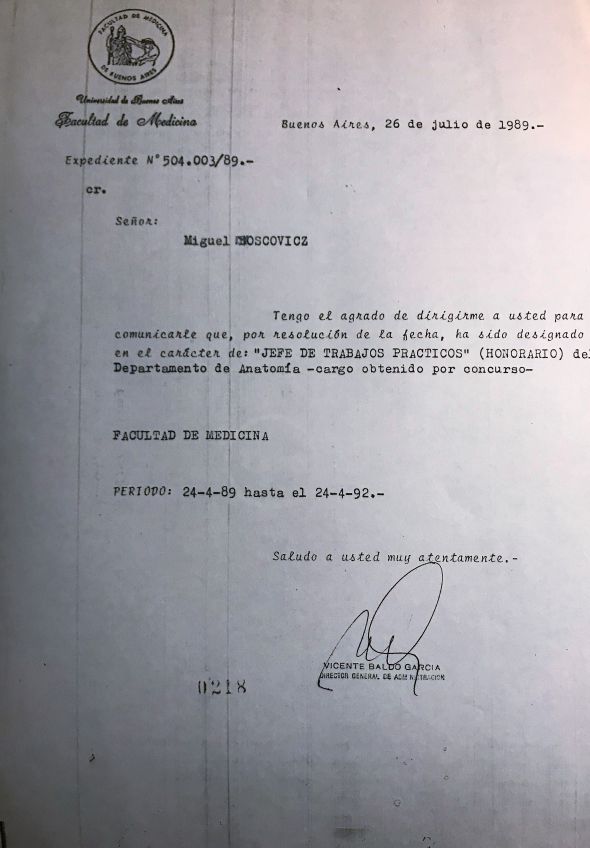 FACULTAD DE MEDICINA
DE BUENOS AIRES
Universidad de Buenos Aires
Facultad de Medicina
Buenos Aires, 26 de julio de 1989.-
Expediente N° 504.003/89.-
cr.
Señor:
Miguel MOSCOVICZ
Tengo el agrado de dirigirme a usted para
comunicarle que, por resolución de la fecha, ha sido designado
en el carácter de: "JEFE DE TRABAJOS PRACTICOS" (HONORARIO) del
Departamento de Anatomía -cargo obtenido por concurso-
FACULTAD DE MEDICINA
PERIODO: 24-4-89 hasta el 24-4-92.-
Saludo a usted muy atentamente.-
VICENTE BALDO GARCIA
DIRECTOR GENERAL DE ADMINISTRACION
0218